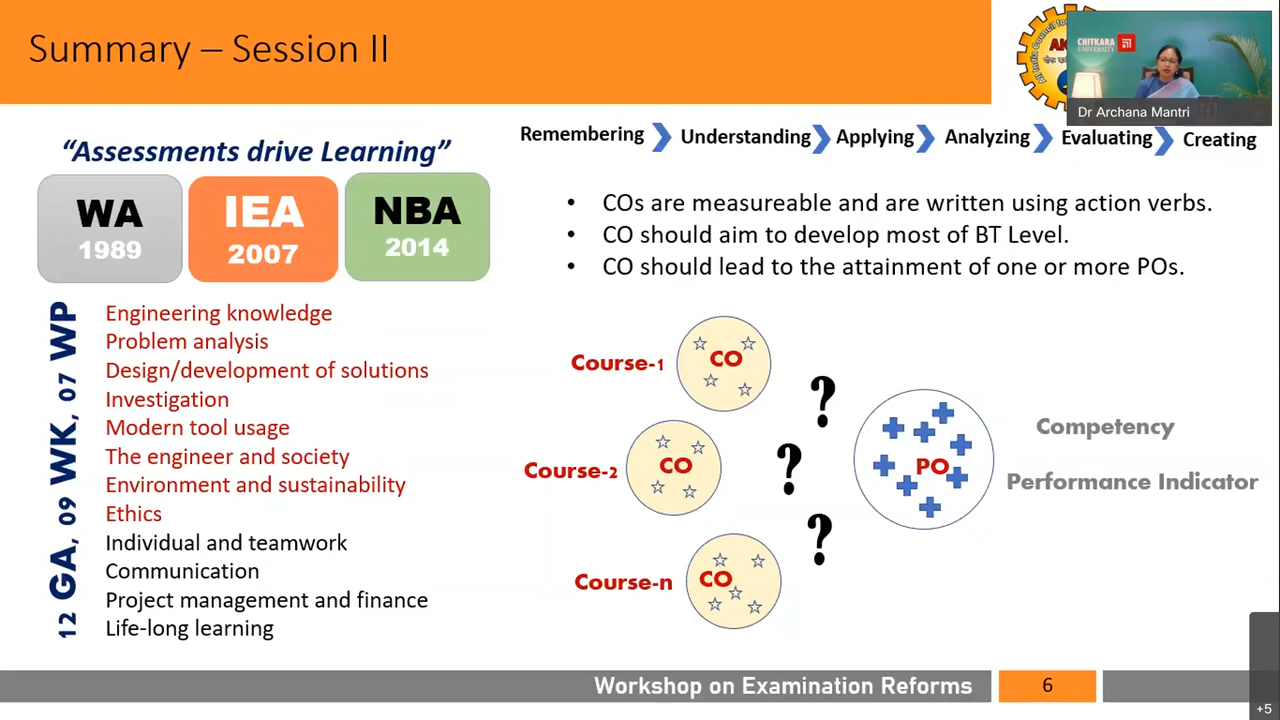 Summary – Session II
All India Council for
CHITKARA
UNIVERSITY
Dr Archana Mantri
"Assessments drive Learning"
WA
1989
IEA
2007
NBA
2014
12 GA, 09 WK, 07 WP
Engineering knowledge
Problem analysis
Design/development of solutions
Investigation
Modern tool usage
The engineer and society
Environment and sustainability
Ethics
Individual and teamwork
Communication
Project management and finance
Life-long learning
Remembering Understanding Applying Analyzing Evaluating Creating
• COs are measureable and are written using action verbs.
• CO should aim to develop most of BT Level.
• CO should lead to the attainment of one or more POs.
Course-1
CO
?
Course-2
CO
?
Course-n
CO
?
PO
Competency
Performance Indicator
Workshop on Examination Reforms
6
+5